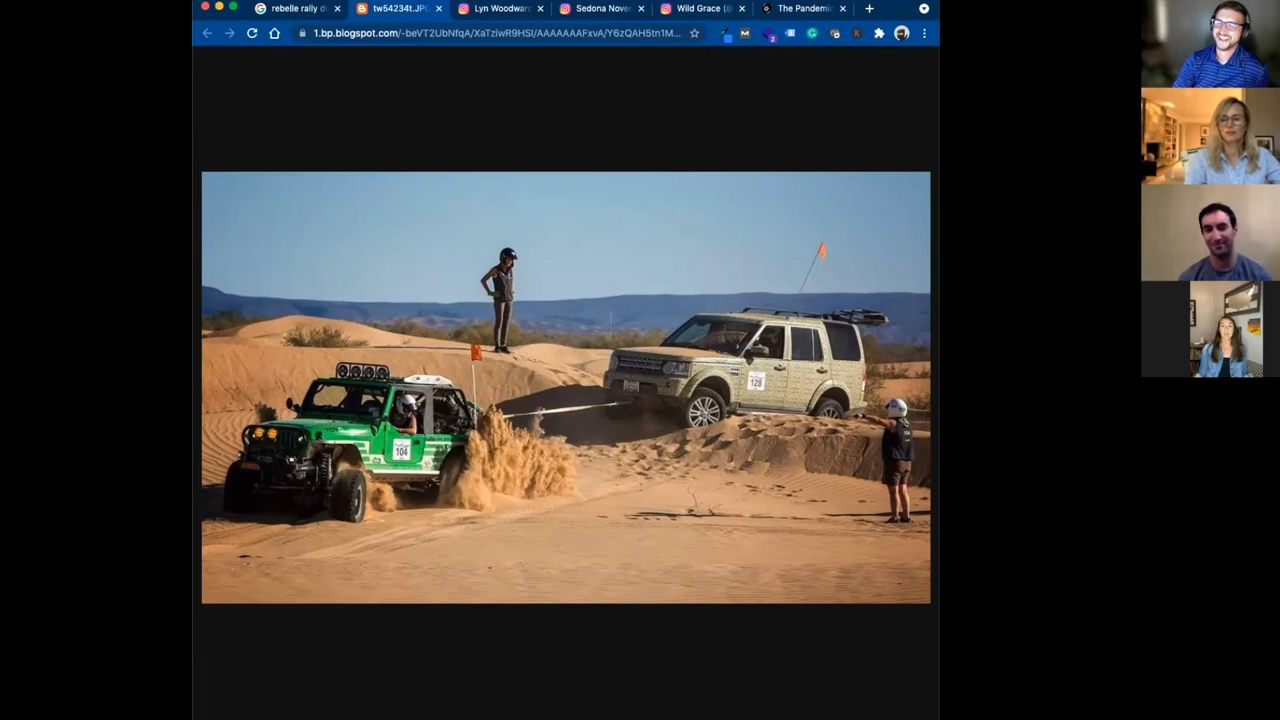 rebelle rally d
tw54234t.JPG
Lyn Woodward
Sedona Nover
Wild Grace (@
The Pandemic
1.bp.blogspot.com/-beVT2UbNfqA/XaTziwR9HSI/AAAAAAAFxvA/Y6zQAH5tn1M...
104
128